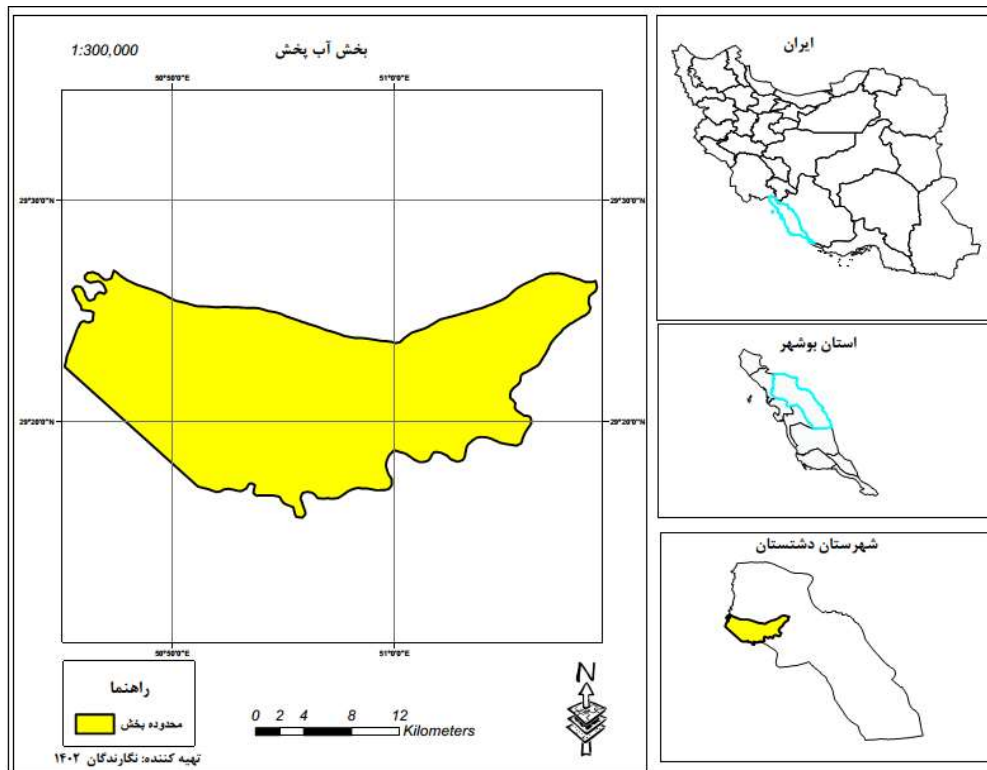 1:300,000
بخش آب پخش
50°50'0"E
51°0'0"E
29°30'0"N
29°30'0"N
29°20'0"N
29°20'0"N
50°50'0"E
51°0'0"E
راهنما
محدوده بخش
تهیه کننده: نگارندگان ۱۴۰۲
0 2 4 8 12
Kilometers
N
ایران
استان بوشهر
شهرستان دشتستان